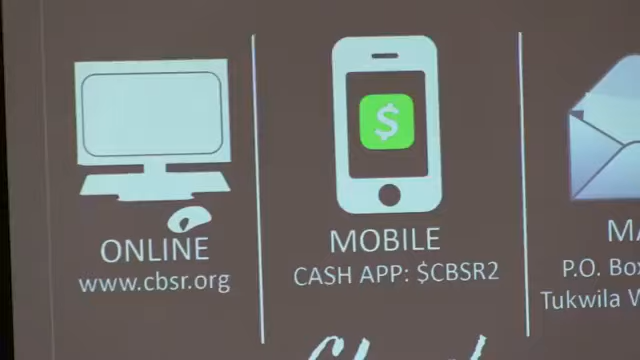 $
ONLINE
www.cbsr.org
MOBILE
CASH APP: $CBSR2
P.O. Box
Tukwila